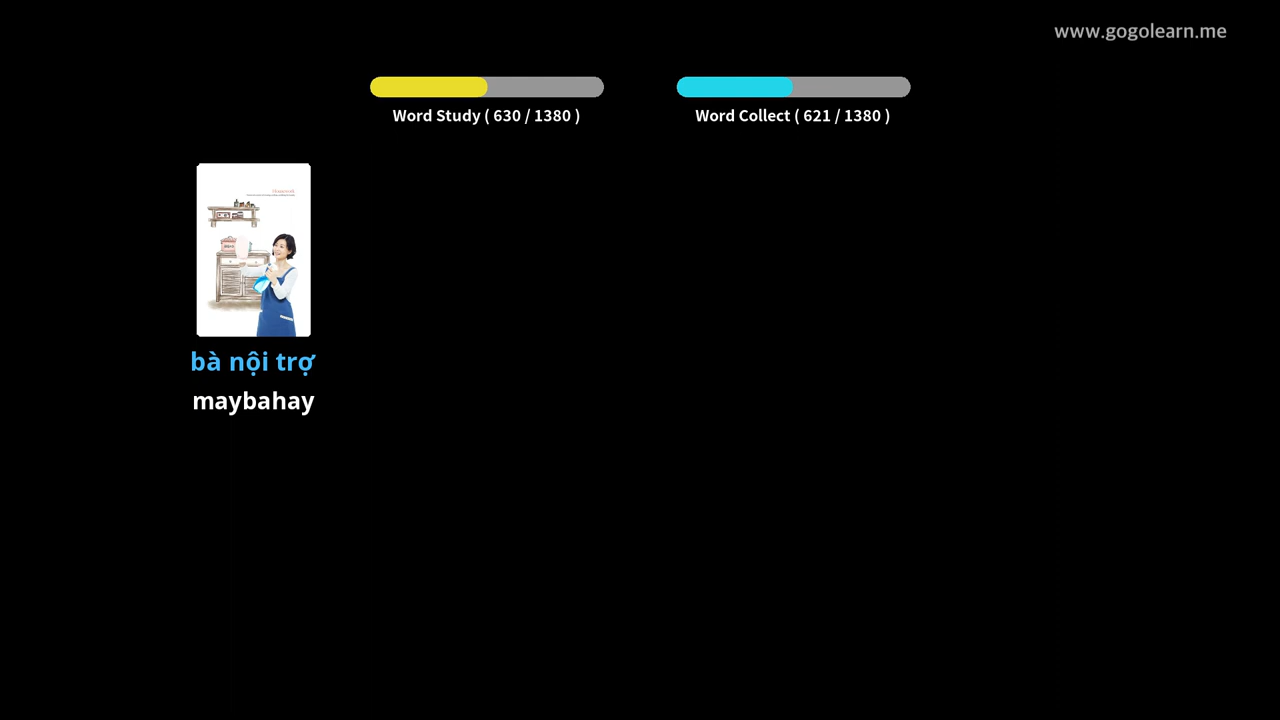 www.gogolearn.me
Word Study ( 630 / 1380 )
Word Collect ( 621 / 1380 )
bà nội trợ
maybahay